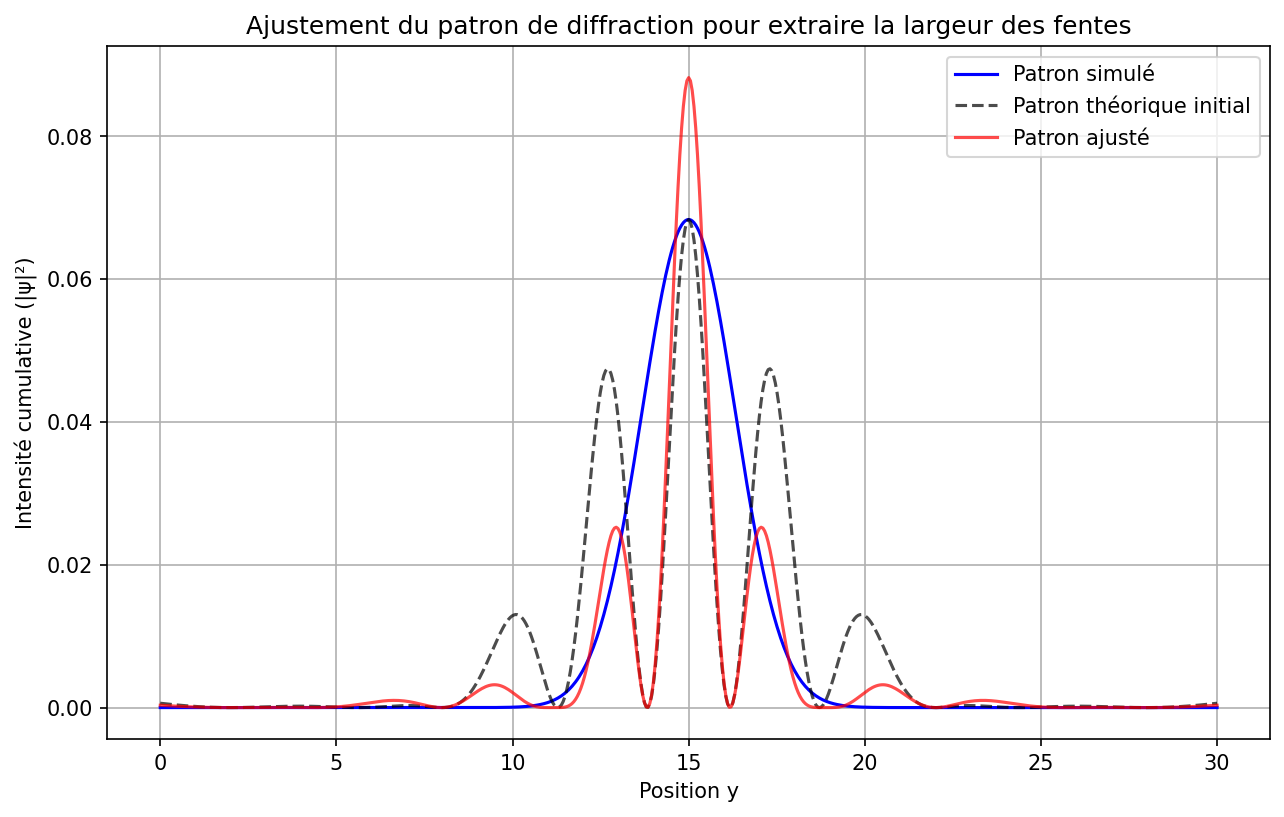 Ajustement du patron de diffraction pour extraire la largeur des fentes
Patron simulé
Patron théorique initial
Patron ajusté
Intensité cumulative (|ψ|²)
0.08
0.06
0.04
0.02
0.00
0 5 10 15 20 25 30
Position y